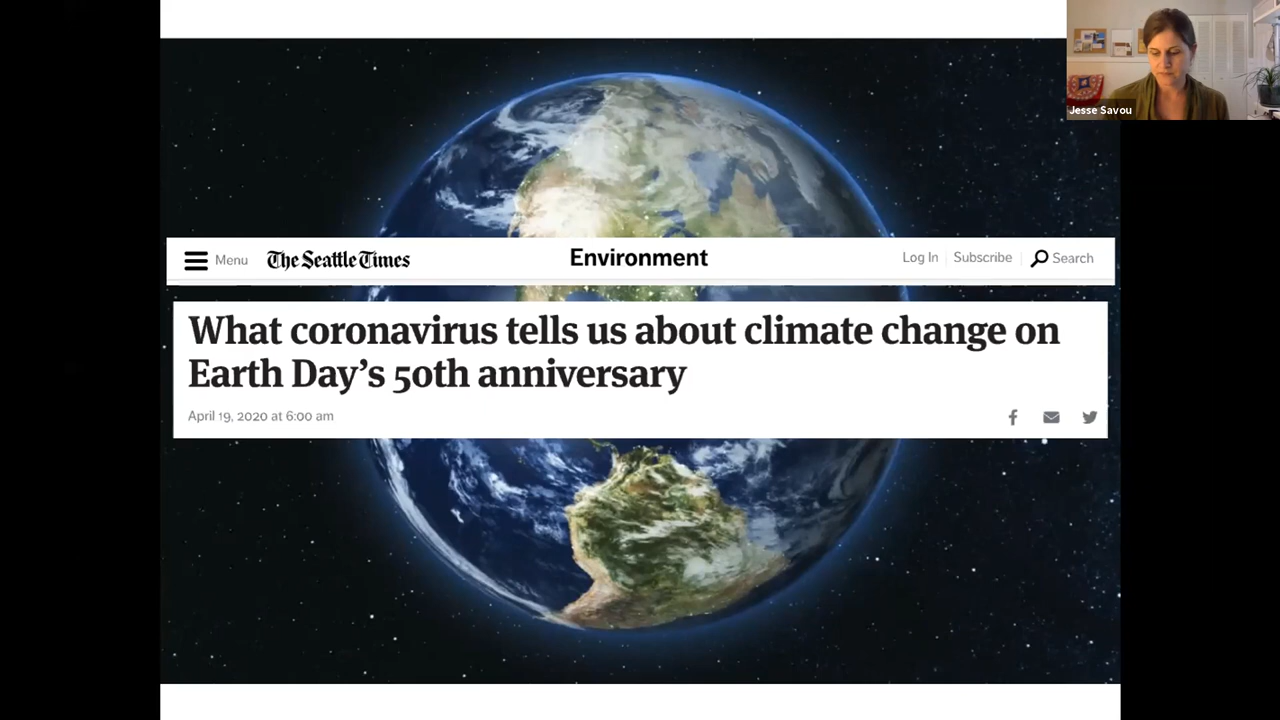 Jesse Savou
Menu
The Seattle Times
Environment
Log In
Subscribe
Search
What coronavirus tells us about climate change on
Earth Day’s 50th anniversary
April 19, 2020 at 6:00 am